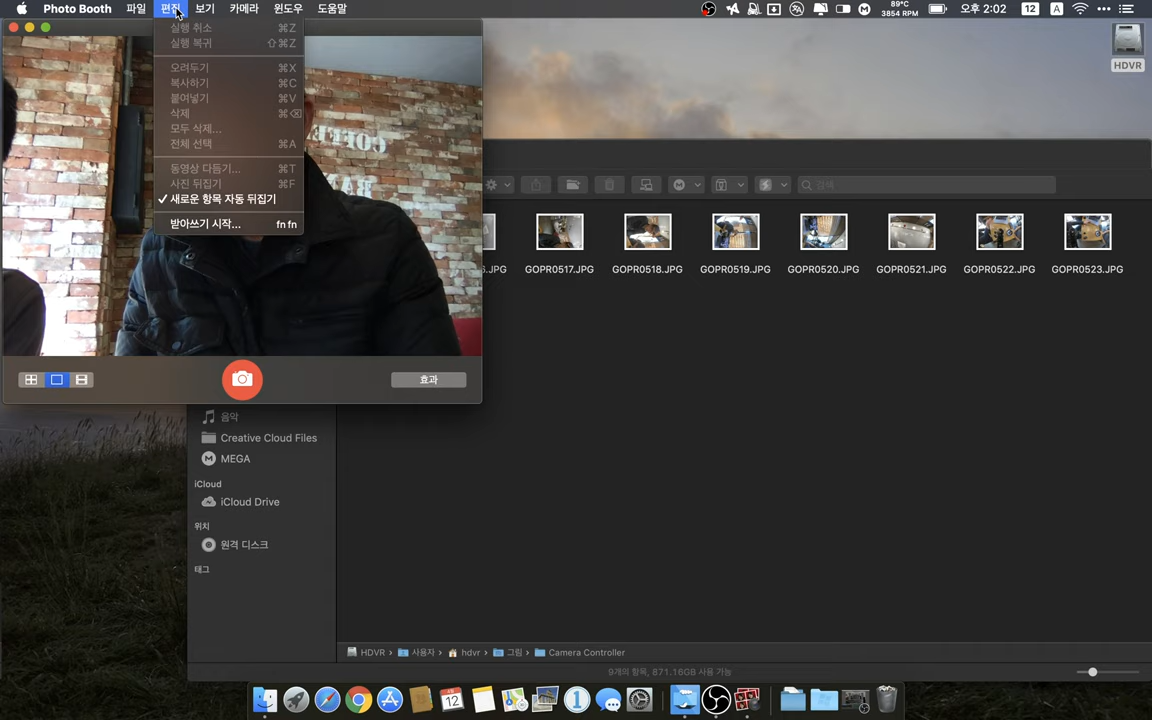 Photo Booth 파일 편집 보기 카메라 윈도우 도움말 89°C 3854 RPM 오후 2:02 12 A
실행 취소 ⌘Z
실행 복귀 ⇧⌘Z
오려두기 ⌘X
복사하기 ⌘C
붙여넣기 ⌘V
삭제 ⌘⌫
모두 삭제...
전체 선택 ⌘A
동영상 다듬기... ⌘T
사진 뒤집기 ⌘F
✓ 새로운 항목 자동 뒤집기
받아쓰기 시작... fn fn
HDVR
검색
6.JPG GOPR0517.JPG GOPR0518.JPG GOPR0519.JPG GOPR0520.JPG GOPR0521.JPG GOPR0522.JPG GOPR0523.JPG
효과
음악
Creative Cloud Files
MEGA
iCloud
iCloud Drive
위치
원격 디스크
태그
HDVR › 사용자 › hdvr › 그림 › Camera Controller
9개의 항목, 871.16GB 사용 가능
12